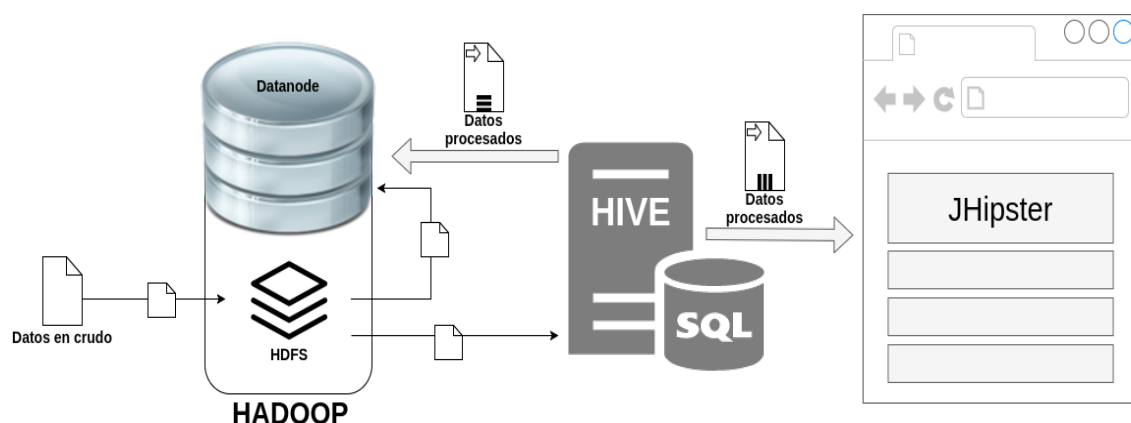 Datanode
Datos
procesados
Datos
procesados
HIVE
JHipster
SQL
Datos en crudo
HDFS
HADOOP